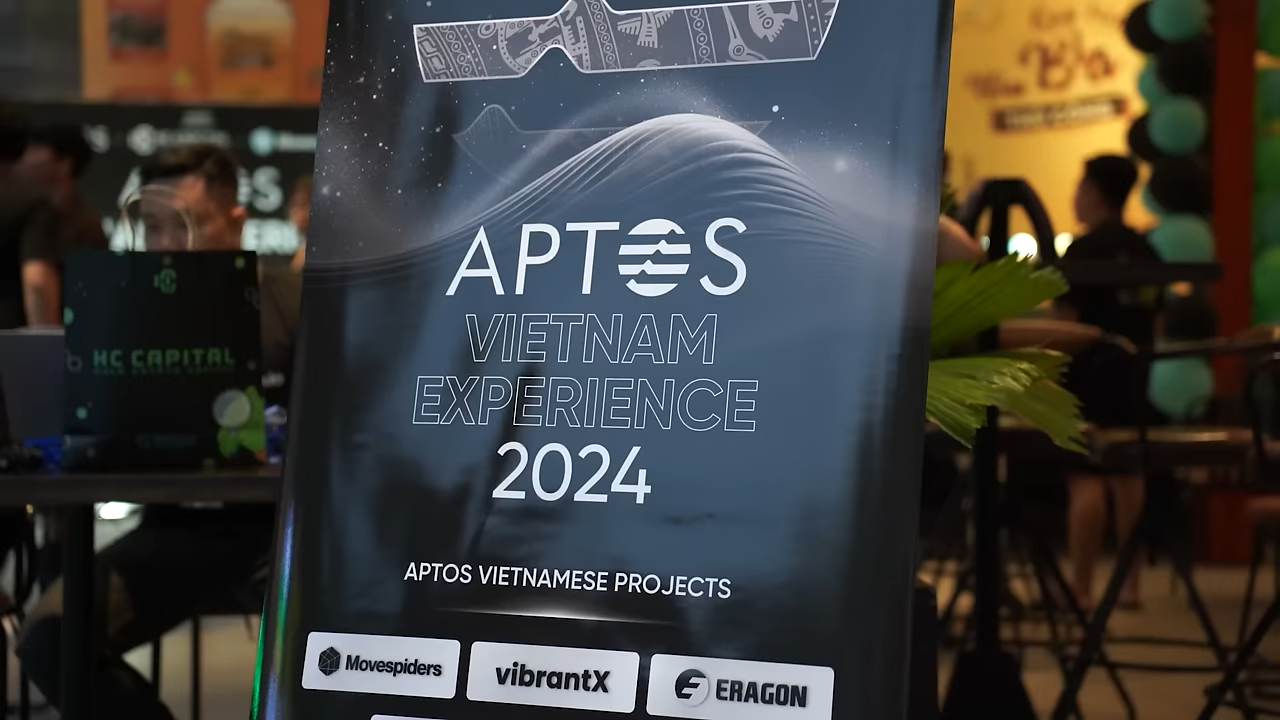 APTOS
VIETNAM
EXPERIENCE
2024
APTOS VIETNAMESE PROJECTS
Movespiders
vibrantX
ERAGON
HC CAPITAL